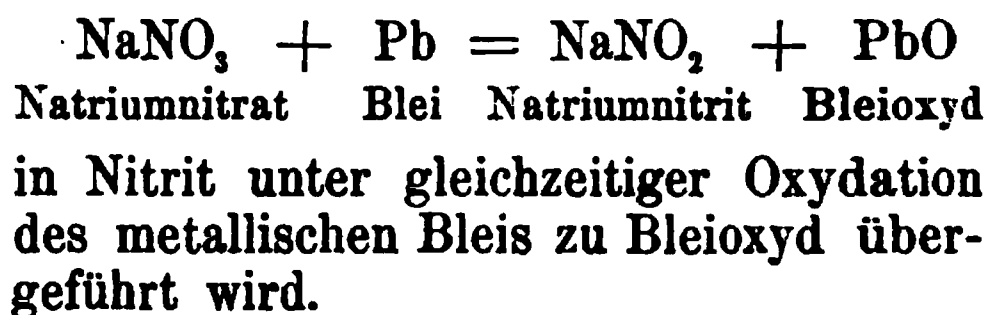 NaNO₃ + Pb = NaNO₂ + PbO
Natriumnitrat Blei Natriumnitrit Bleioxyd
in Nitrit unter gleichzeitiger Oxydation
des metallischen Bleis zu Bleioxyd über-
geführt wird.